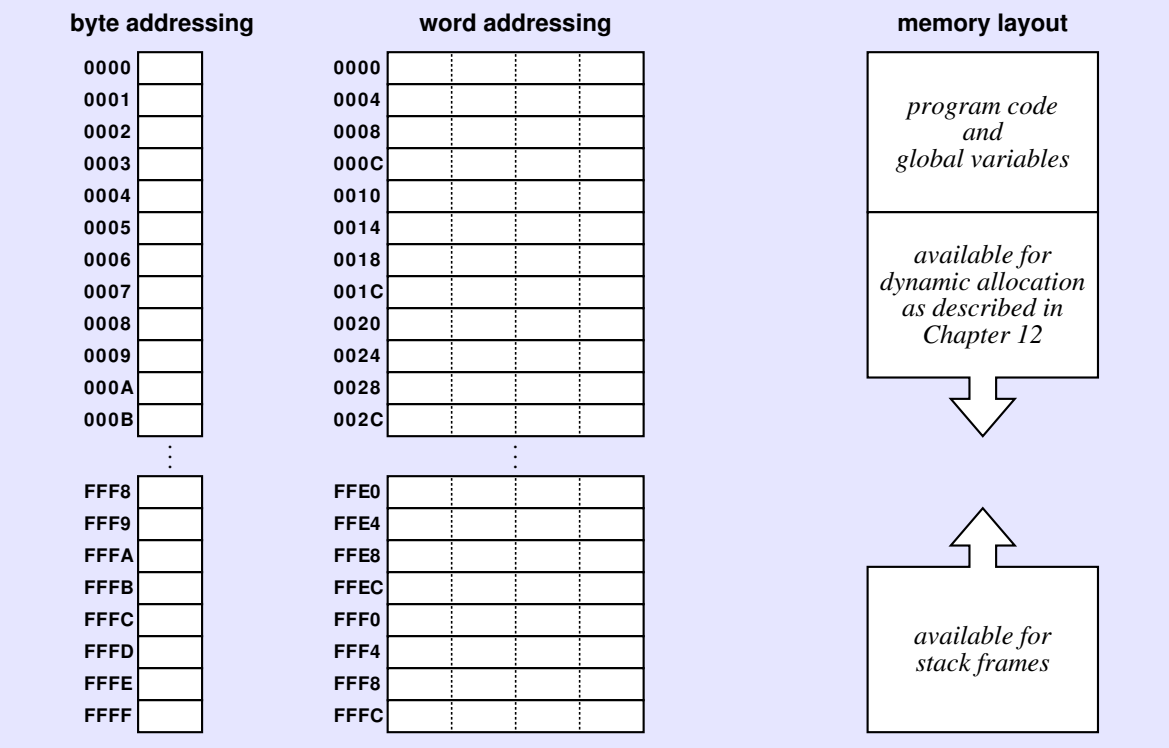 byte addressing
0000
0001
0002
0003
0004
0005
0006
0007
0008
0009
000A
000B
FFF8
FFF9
FFFA
FFFB
FFFC
FFFD
FFFE
FFFF
word addressing
0000
0004
0008
000C
0010
0014
0018
001C
0020
0024
0028
002C
FFE0
FFE4
FFE8
FFEC
FFF0
FFF4
FFF8
FFFC
memory layout
program code
and
global variables
available for
dynamic allocation
as described in
Chapter 12
available for
stack frames